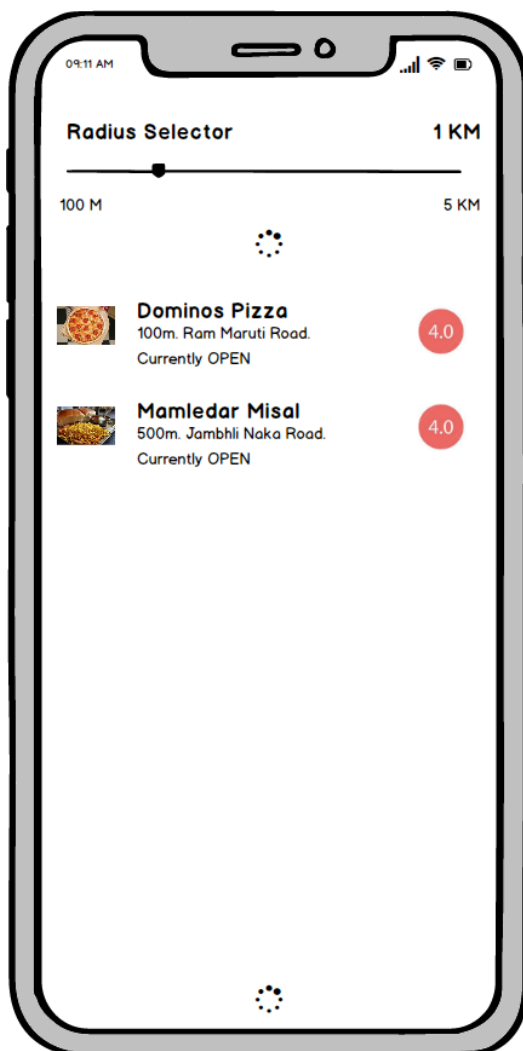 09:11 AM
Radius Selector 1 KM
100 M 5 KM
Dominos Pizza
100m. Ram Maruti Road.
4.0
Currently OPEN
Mamledar Misal
500m. Jambhli Naka Road.
4.0
Currently OPEN